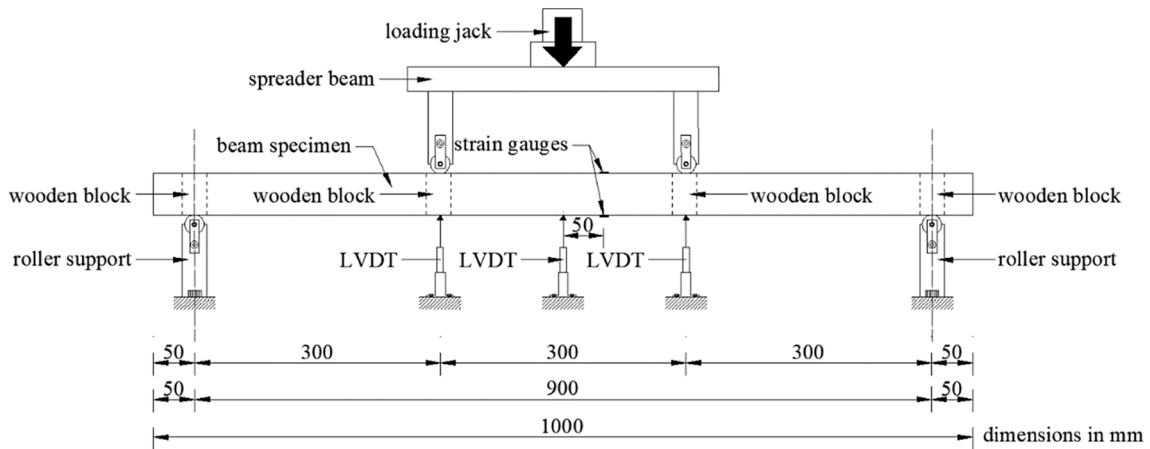 loading jack
spreader beam
beam specimen
strain gauges
wooden block
wooden block
wooden block
wooden block
50
roller support
LVDT
LVDT
LVDT
roller support
50
300
300
300
50
50
900
50
1000
dimensions in mm